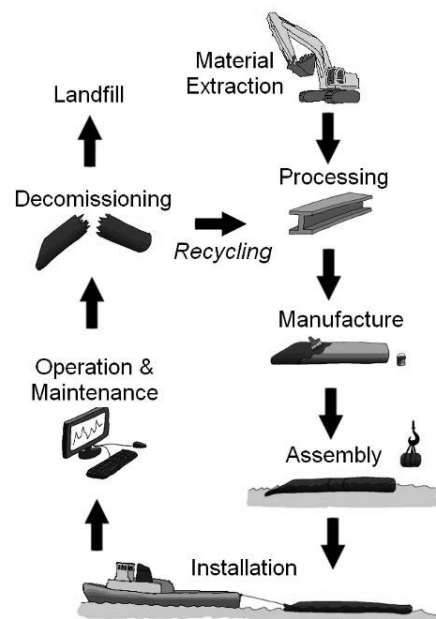 Material
Extraction
Processing
Manufacture
Assembly
Installation
Operation &
Maintenance
Decomissioning
Recycling
Landfill